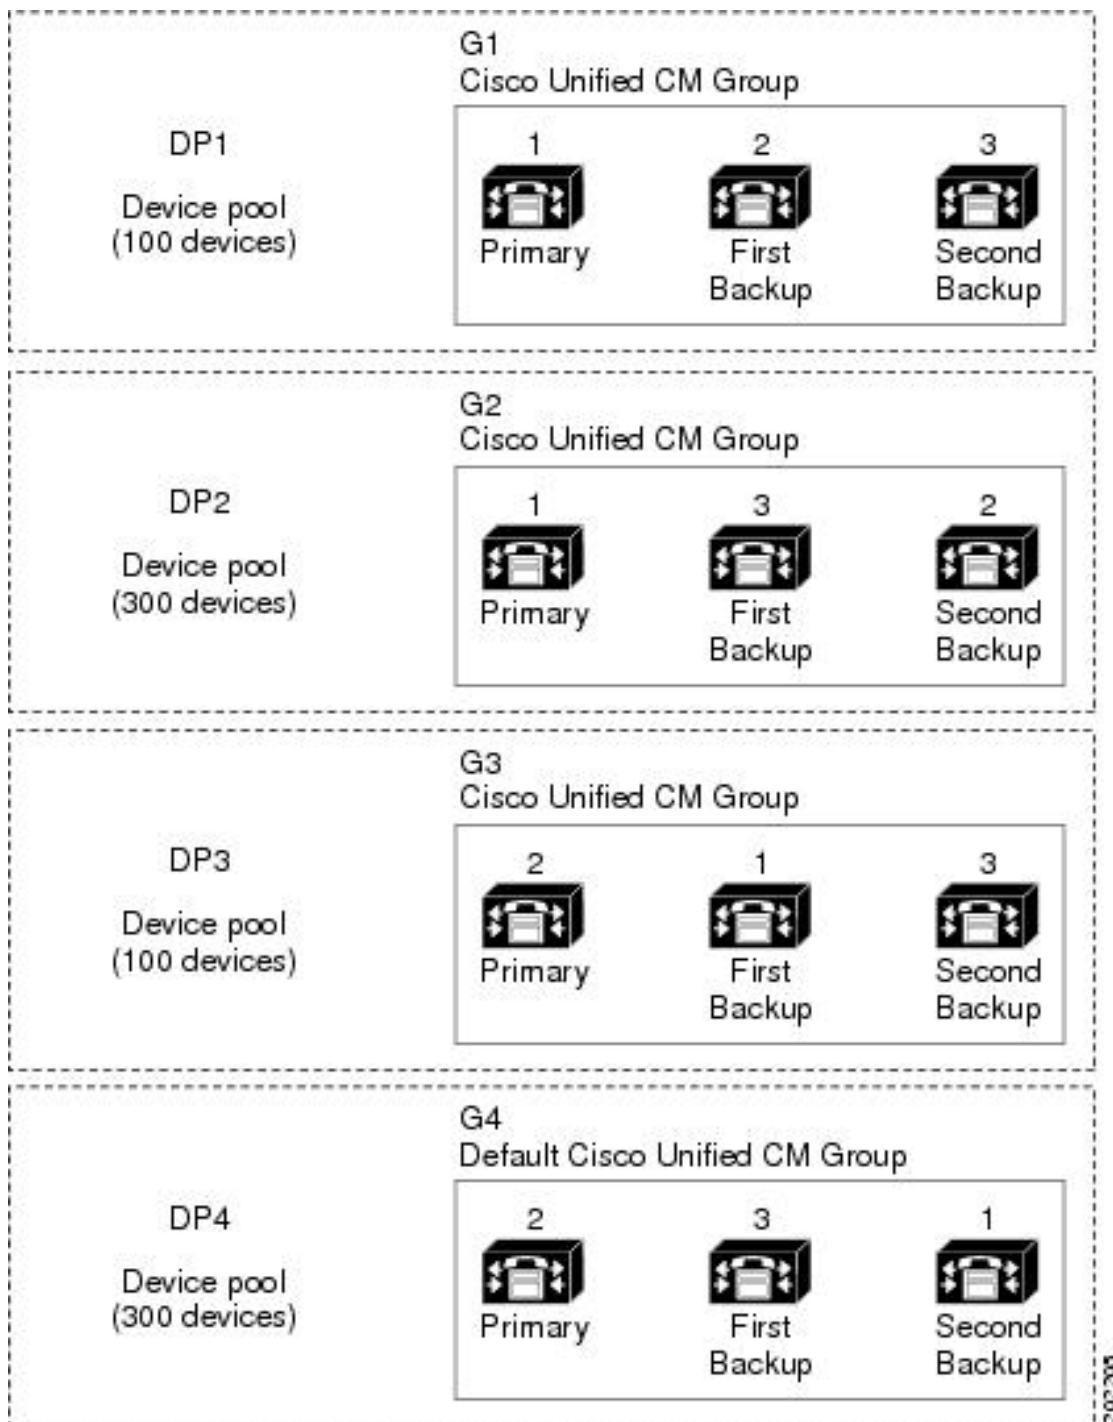 G1
Cisco Unified CM Group
DP1
Device pool
(100 devices)
1
2
3
Primary
First
Backup
Second
Backup
G2
Cisco Unified CM Group
DP2
Device pool
(300 devices)
1
3
2
Primary
First
Backup
Second
Backup
G3
Cisco Unified CM Group
DP3
Device pool
(100 devices)
2
1
3
Primary
First
Backup
Second
Backup
G4
Default Cisco Unified CM Group
DP4
Device pool
(300 devices)
2
3
1
Primary
First
Backup
Second
Backup